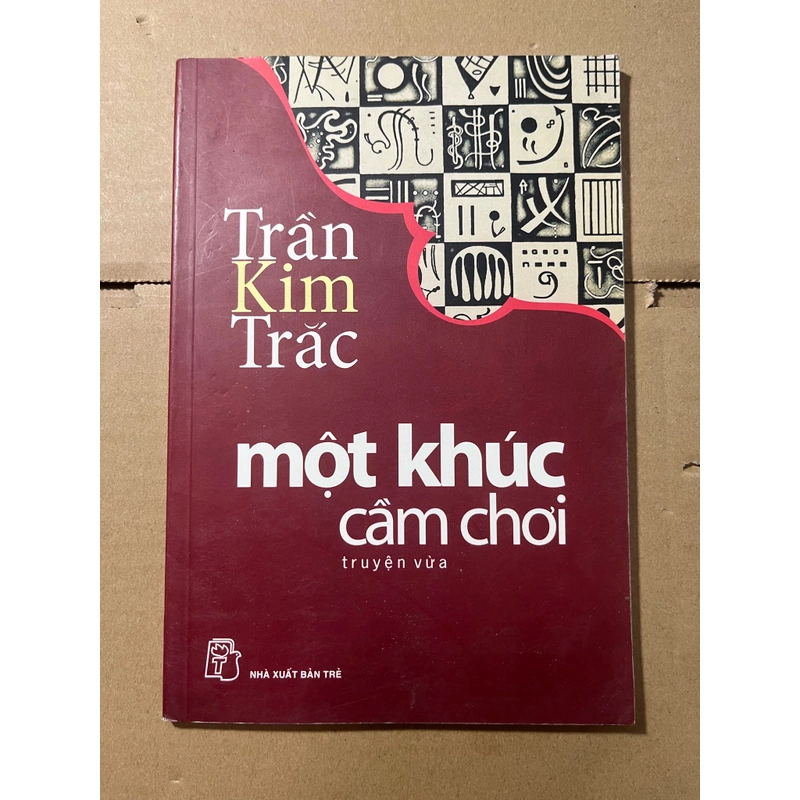 Trần
Kim
Trắc
một khúc
cầm chơi
truyện vừa
T
NHÀ XUẤT BẢN TRẺ